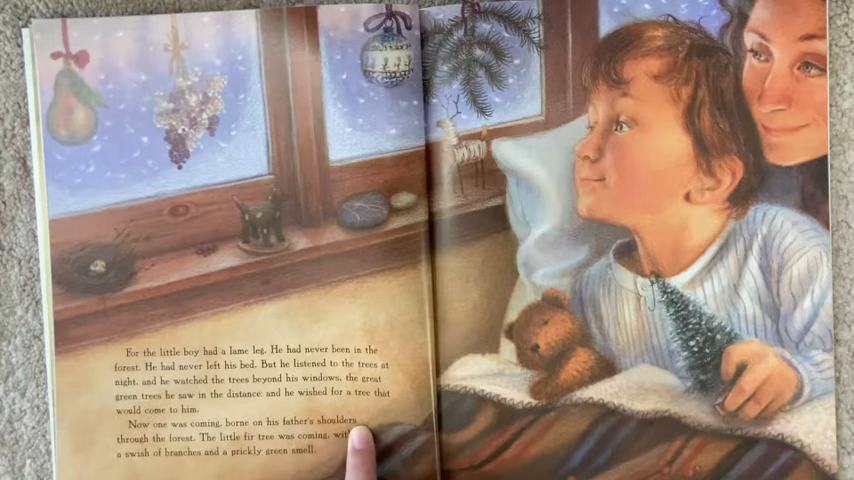 For the little boy had a lame leg. He had never been in the
forest. He had never left his bed. But he listened to the trees at
night, and he watched the trees beyond his windows, the great
green trees he saw in the distance: and he wished for a tree that
would come to him.
Now one was coming, borne on his father's shoulders
through the forest. The little fir tree was coming,
a swish of branches and a prickly green smell.